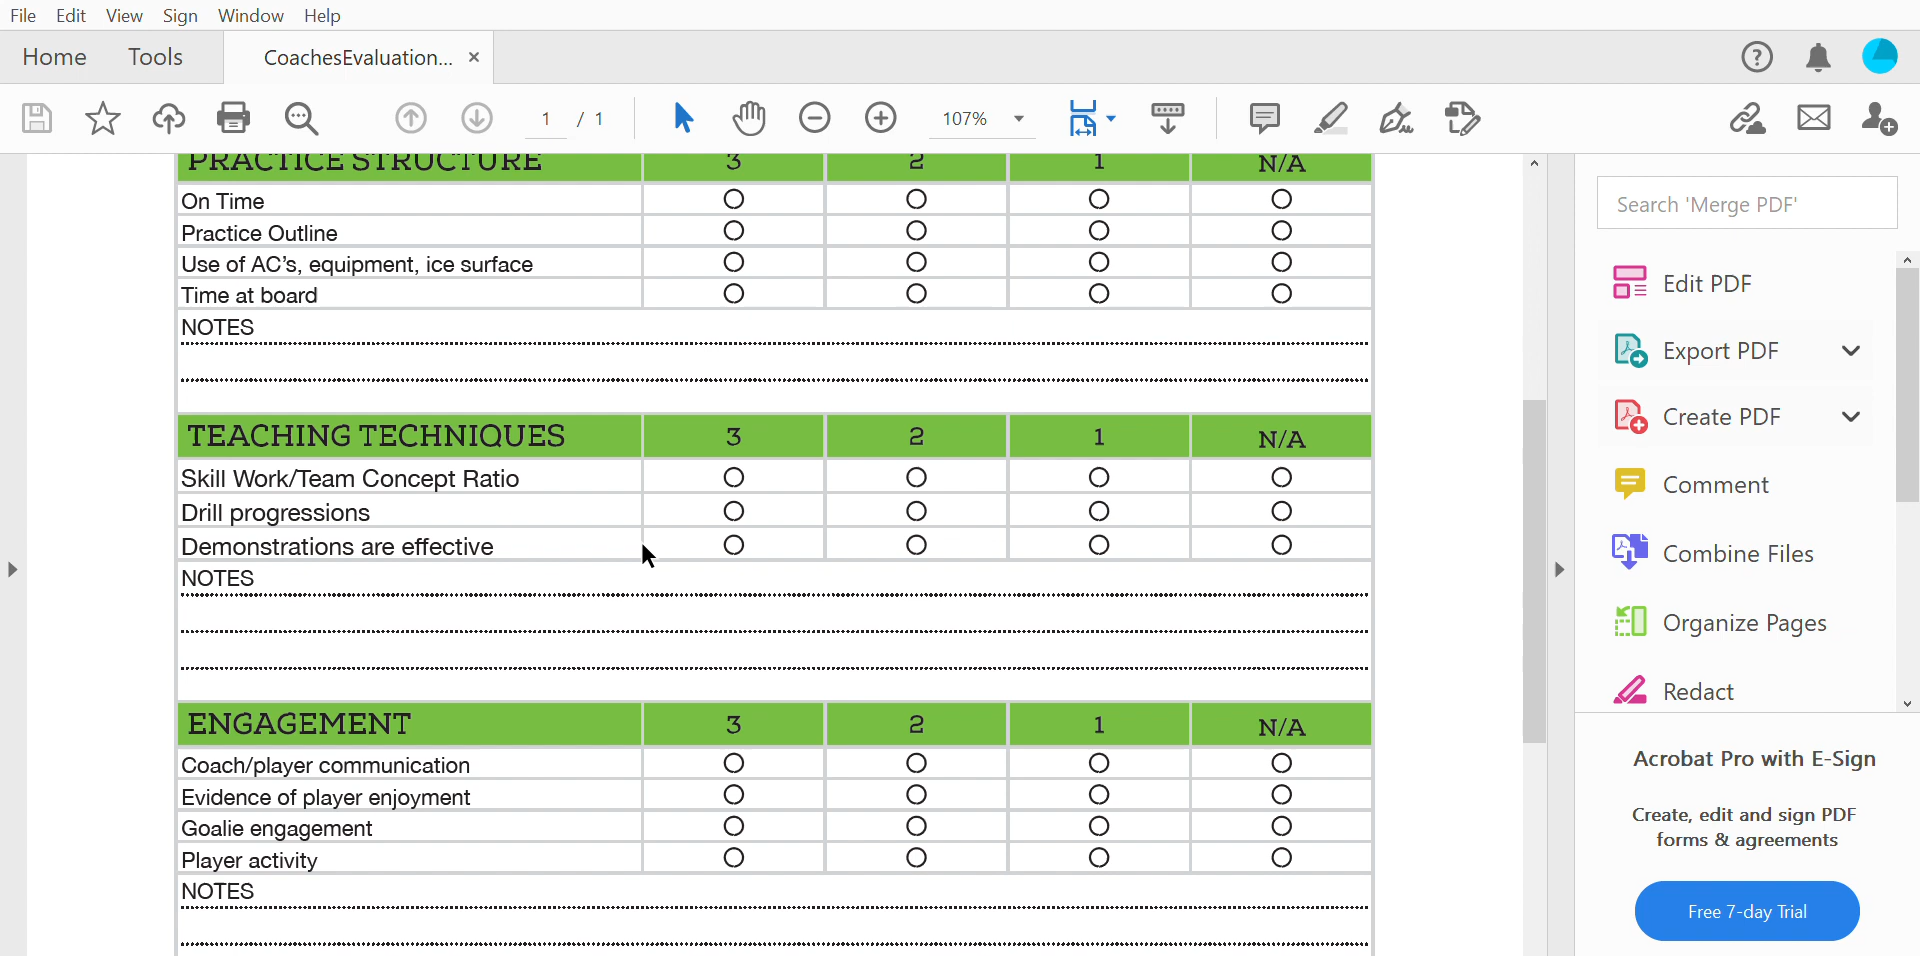 File Edit View Sign Window Help
Home Tools CoachesEvaluation... ×
1 / 1 107%
PRACTICE STRUCTURE 3 2 1 N/A
On Time
Practice Outline
Use of AC’s, equipment, ice surface
Time at board
NOTES
TEACHING TECHNIQUES 3 2 1 N/A
Skill Work/Team Concept Ratio
Drill progressions
Demonstrations are effective
NOTES
ENGAGEMENT 3 2 1 N/A
Coach/player communication
Evidence of player enjoyment
Goalie engagement
Player activity
NOTES
Search 'Merge PDF'
Edit PDF
Export PDF
Create PDF
Comment
Combine Files
Organize Pages
Redact
Acrobat Pro with E-Sign
Create, edit and sign PDF
forms & agreements
Free 7-day Trial